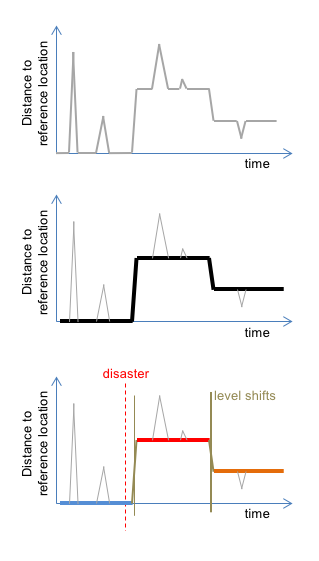 Distance to
reference location
time
Distance to
reference location
time
disaster
level shifts
Distance to
reference location
time